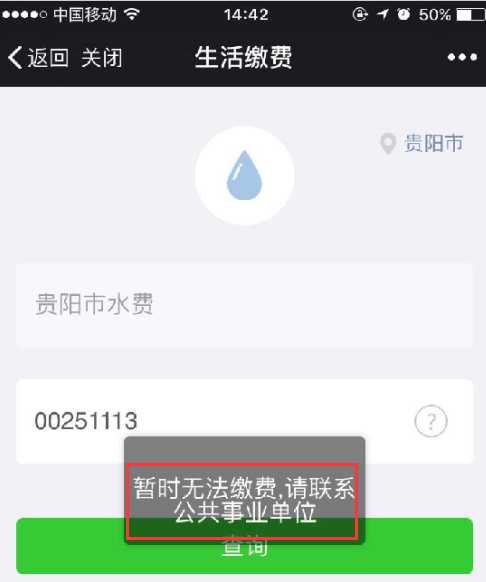 中国移动 14:42 50%
返回 关闭 生活缴费
贵阳市
贵阳市水费
00251113 ?
暂时无法缴费,请联系
公共事业单位
查询